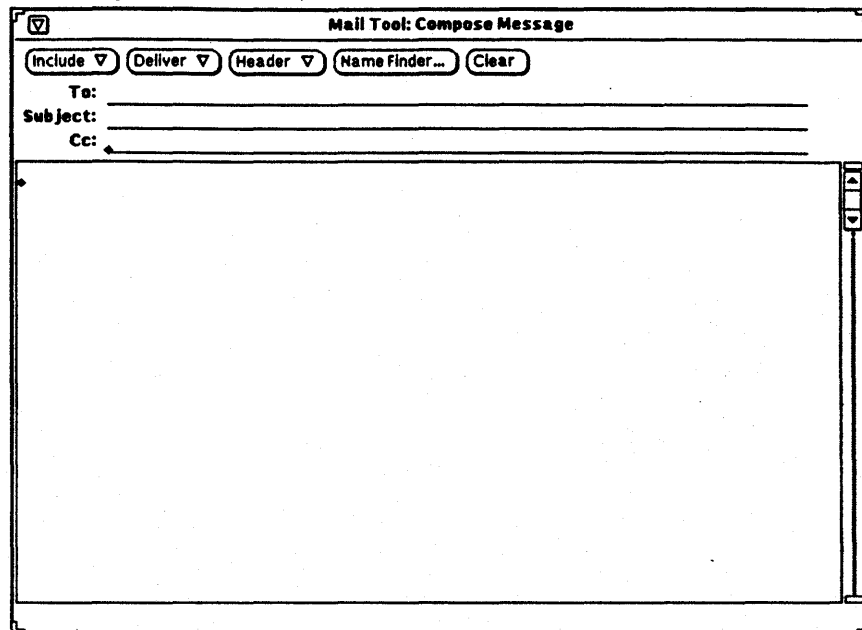 Mail Tool: Compose Message
Include Deliver Header Name Finder... Clear
To:
Subject:
Cc: